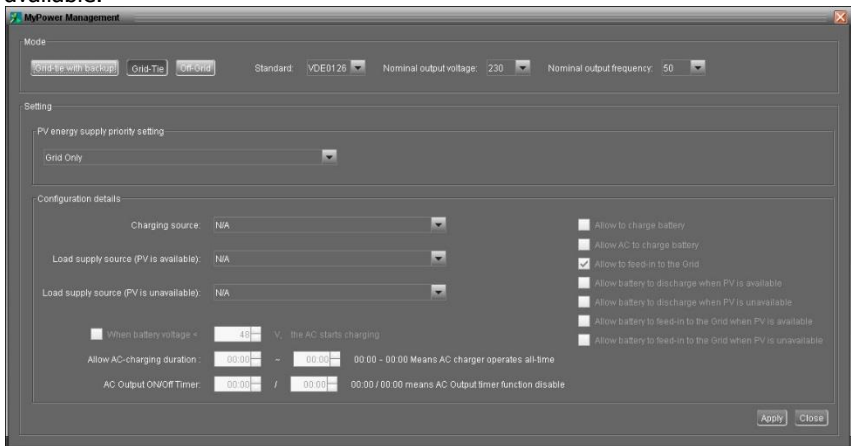 available.
MyPower Management
Mode
Grid-tie with backup Grid-Tie Off-Grid Standard: VDE0126 Nominal output voltage: 230 Nominal output frequency: 50
Setting
PV energy supply priority setting
Grid Only
Configuration details
Charging source: N/A
Load supply source (PV is available): N/A
Load supply source (PV is unavailable): N/A
When battery voltage < 48 V, the AC starts charging
Allow AC-charging duration : 00:00 ~ 00:00 00:00 ~ 00:00 Means AC charger operates all-time
AC Output ON/Off Timer: 00:00 / 00:00 00:00 / 00:00 means AC Output timer function disable
Allow to charge battery
Allow AC to charge battery
Allow to feed-in to the Grid
Allow battery to discharge when PV is available
Allow battery to discharge when PV is unavailable
Allow battery to feed-in to the Grid when PV is available
Allow battery to feed-in to the Grid when PV is unavailable
Apply Close